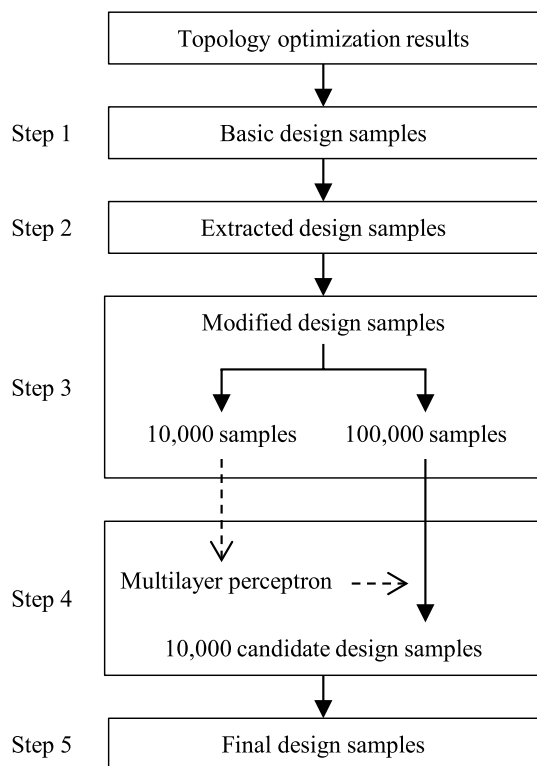 Topology optimization results
Step 1
Basic design samples
Step 2
Extracted design samples
Step 3
Modified design samples
10,000 samples
100,000 samples
Step 4
Multilayer perceptron
10,000 candidate design samples
Step 5
Final design samples